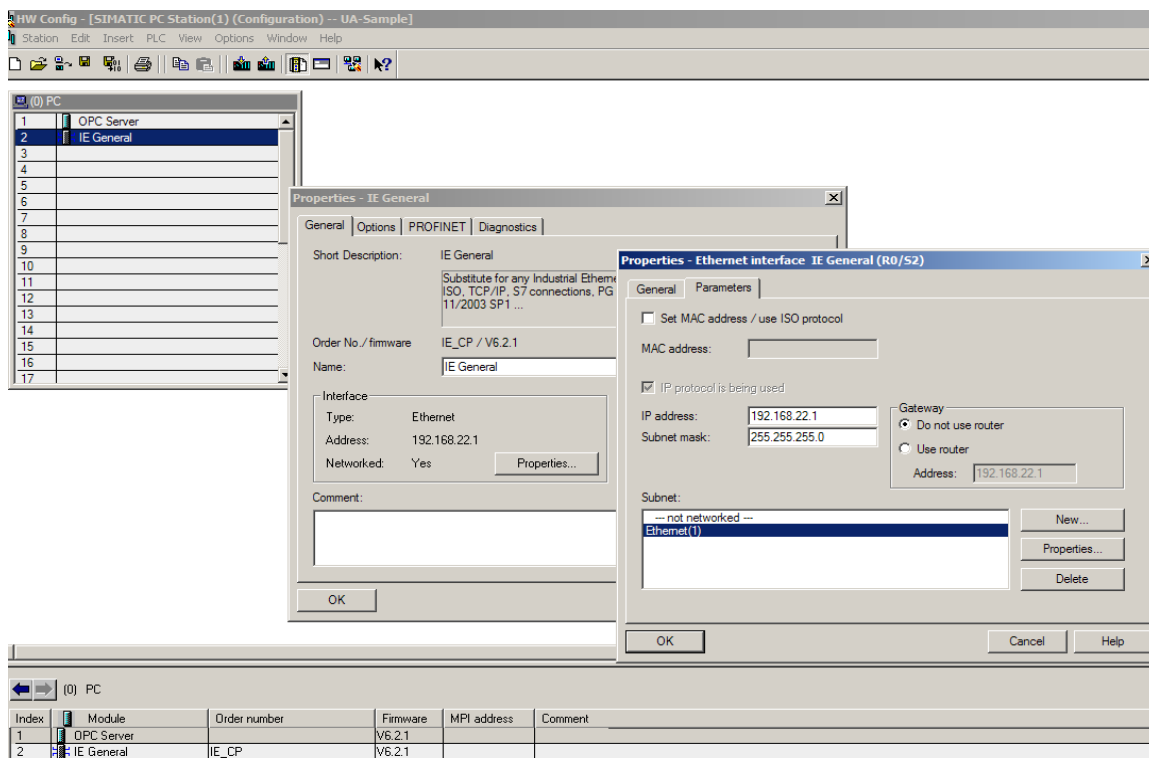 HW Config - [SIMATIC PC Station(1) (Configuration) -- UA-Sample]
Station Edit Insert PLC View Options Window Help
(0) PC
1 OPC Server
2 IE General
3
4
5
6
7
8
9
10
11
12
13
14
15
16
17
Properties - IE General
General Options PROFINET Diagnostics
Short Description: IE General
Substitute for any Industrial Etherne
ISO, TCP/IP, S7 connections, PG
11/2003 SP1 ...
Order No./ firmware IE_CP / V6.2.1
Name: IE General
Interface
Type: Ethernet
Address: 192.168.22.1
Networked: Yes Properties...
Comment:
OK
Properties - Ethernet interface IE General (R0/S2)
General Parameters
Set MAC address / use ISO protocol
MAC address:
IP protocol is being used
IP address: 192.168.22.1
Subnet mask: 255.255.255.0
Gateway
Do not use router
Use router
Address: 192.168.22.1
Subnet:
--- not networked ---
Ethernet(1)
New...
Properties...
Delete
OK Cancel Help
(0) PC
Index Module Order number Firmware MPI address Comment
1 OPC Server V6.2.1
2 IE General IE_CP V6.2.1